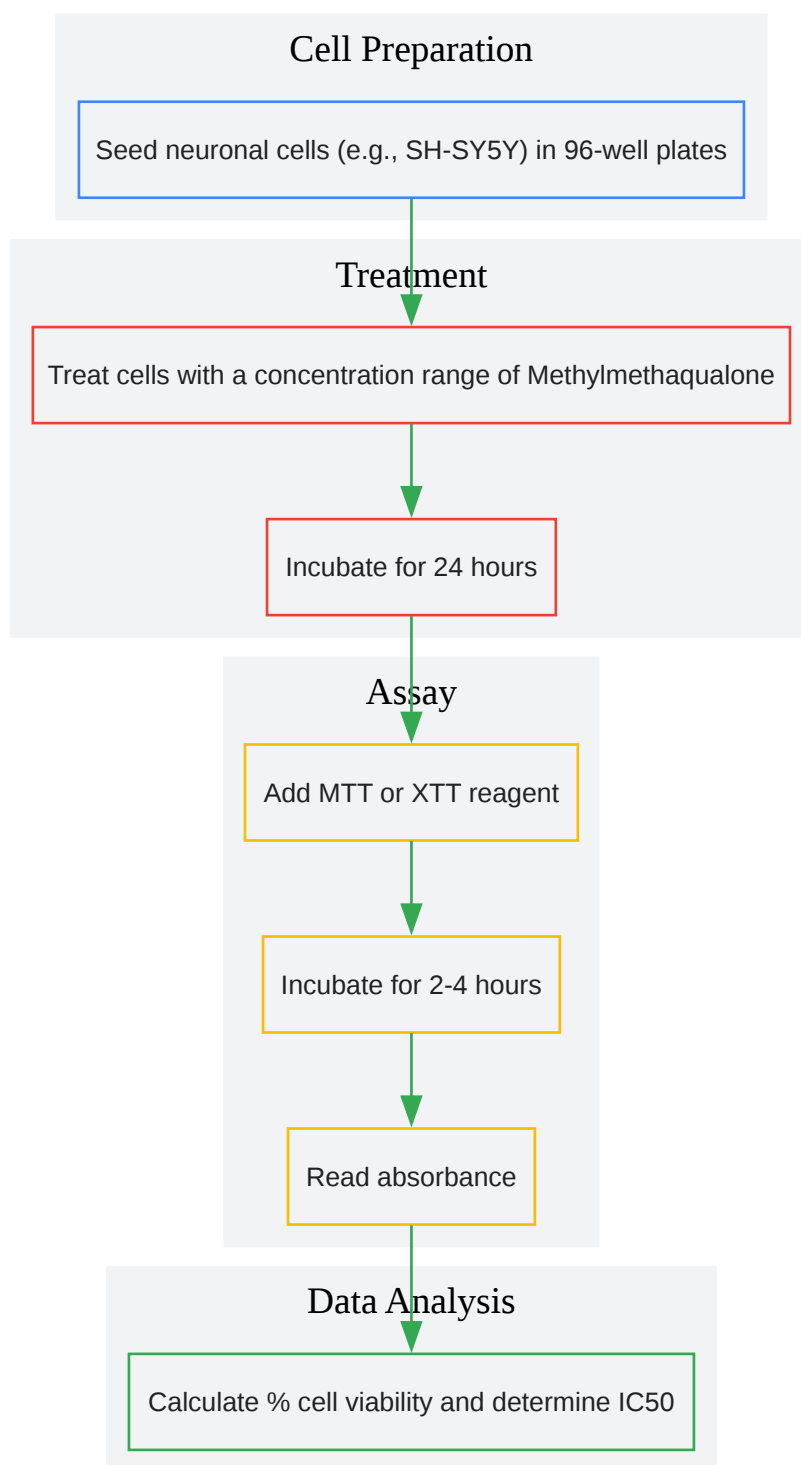 Cell Preparation
Seed neuronal cells (e.g., SH-SY5Y) in 96-well plates
Treatment
Treat cells with a concentration range of Methylmethaqualone
Incubate for 24 hours
Assay
Add MTT or XTT reagent
Incubate for 2-4 hours
Read absorbance
Data Analysis
Calculate % cell viability and determine IC50